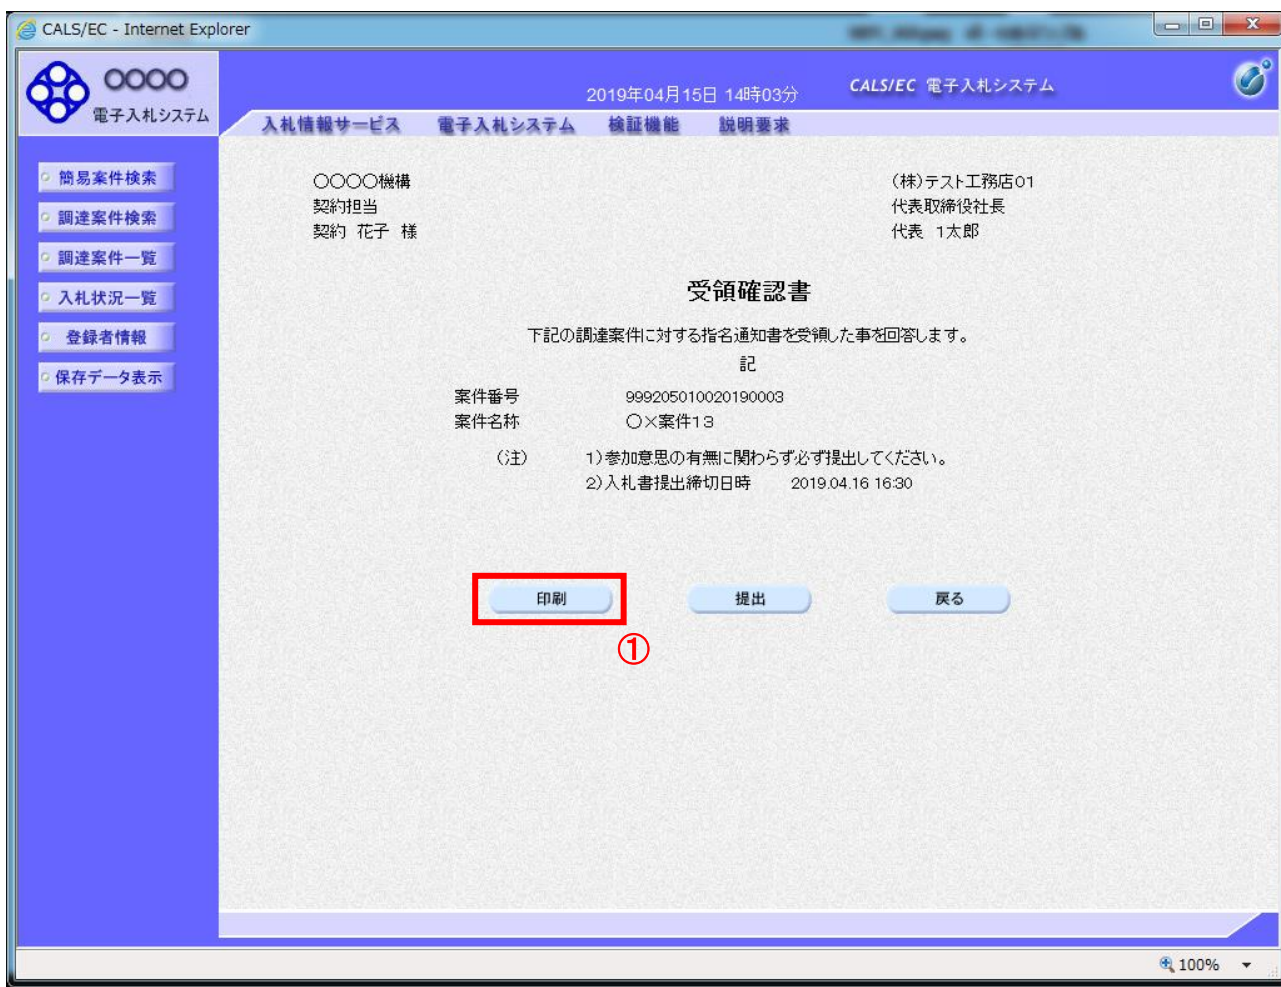 CALS/EC - Internet Explorer
○○○○
電子入札システム
2019年04月15日 14時03分
CALS/EC 電子入札システム
入札情報サービス 電子入札システム 検証機能 説明要求
簡易案件検索
調達案件検索
調達案件一覧
入札状況一覧
登録者情報
保存データ表示
○○○○機構
契約担当
契約 花子 様
(株)テスト工務店01
代表取締役社長
代表 1太郎
受領確認書
下記の調達案件に対する指名通知書を受領した事を回答します。
記
案件番号 999205010020190003
案件名称 ○×案件13
(注) 1)参加意思の有無に関わらず必ず提出してください。
2)入札書提出締切日時 2019.04.16 16:30
印刷 提出 戻る
①
100%